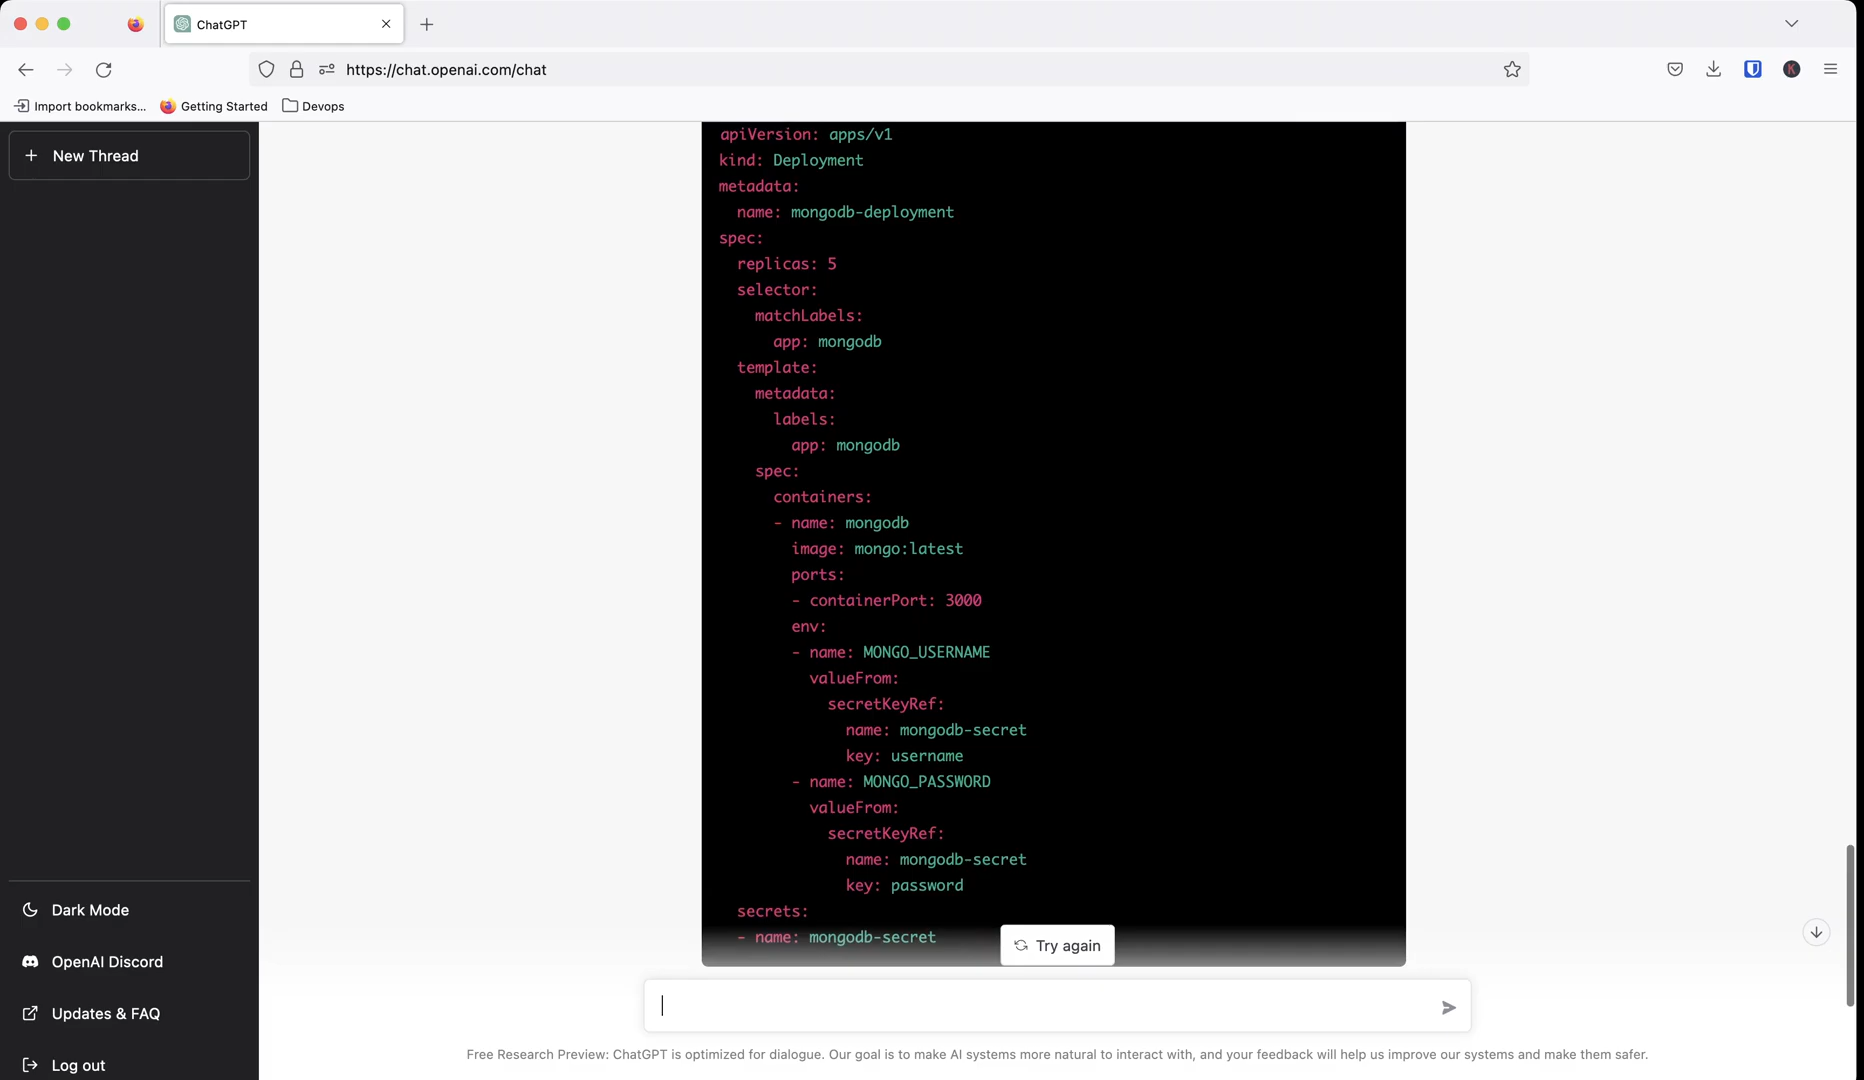 ChatGPT
https://chat.openai.com/chat
Import bookmarks... Getting Started Devops
New Thread
apiVersion: apps/v1
kind: Deployment
metadata:
name: mongodb-deployment
spec:
replicas: 5
selector:
matchLabels:
app: mongodb
template:
metadata:
labels:
app: mongodb
spec:
containers:
- name: mongodb
image: mongo:latest
ports:
- containerPort: 3000
env:
- name: MONGO_USERNAME
valueFrom:
secretKeyRef:
name: mongodb-secret
key: username
- name: MONGO_PASSWORD
valueFrom:
secretKeyRef:
name: mongodb-secret
key: password
secrets:
- name: mongodb-secret
Try again
Dark Mode
OpenAI Discord
Updates & FAQ
Log out
Free Research Preview: ChatGPT is optimized for dialogue. Our goal is to make AI systems more natural to interact with, and your feedback will help us improve our systems and make them safer.
K